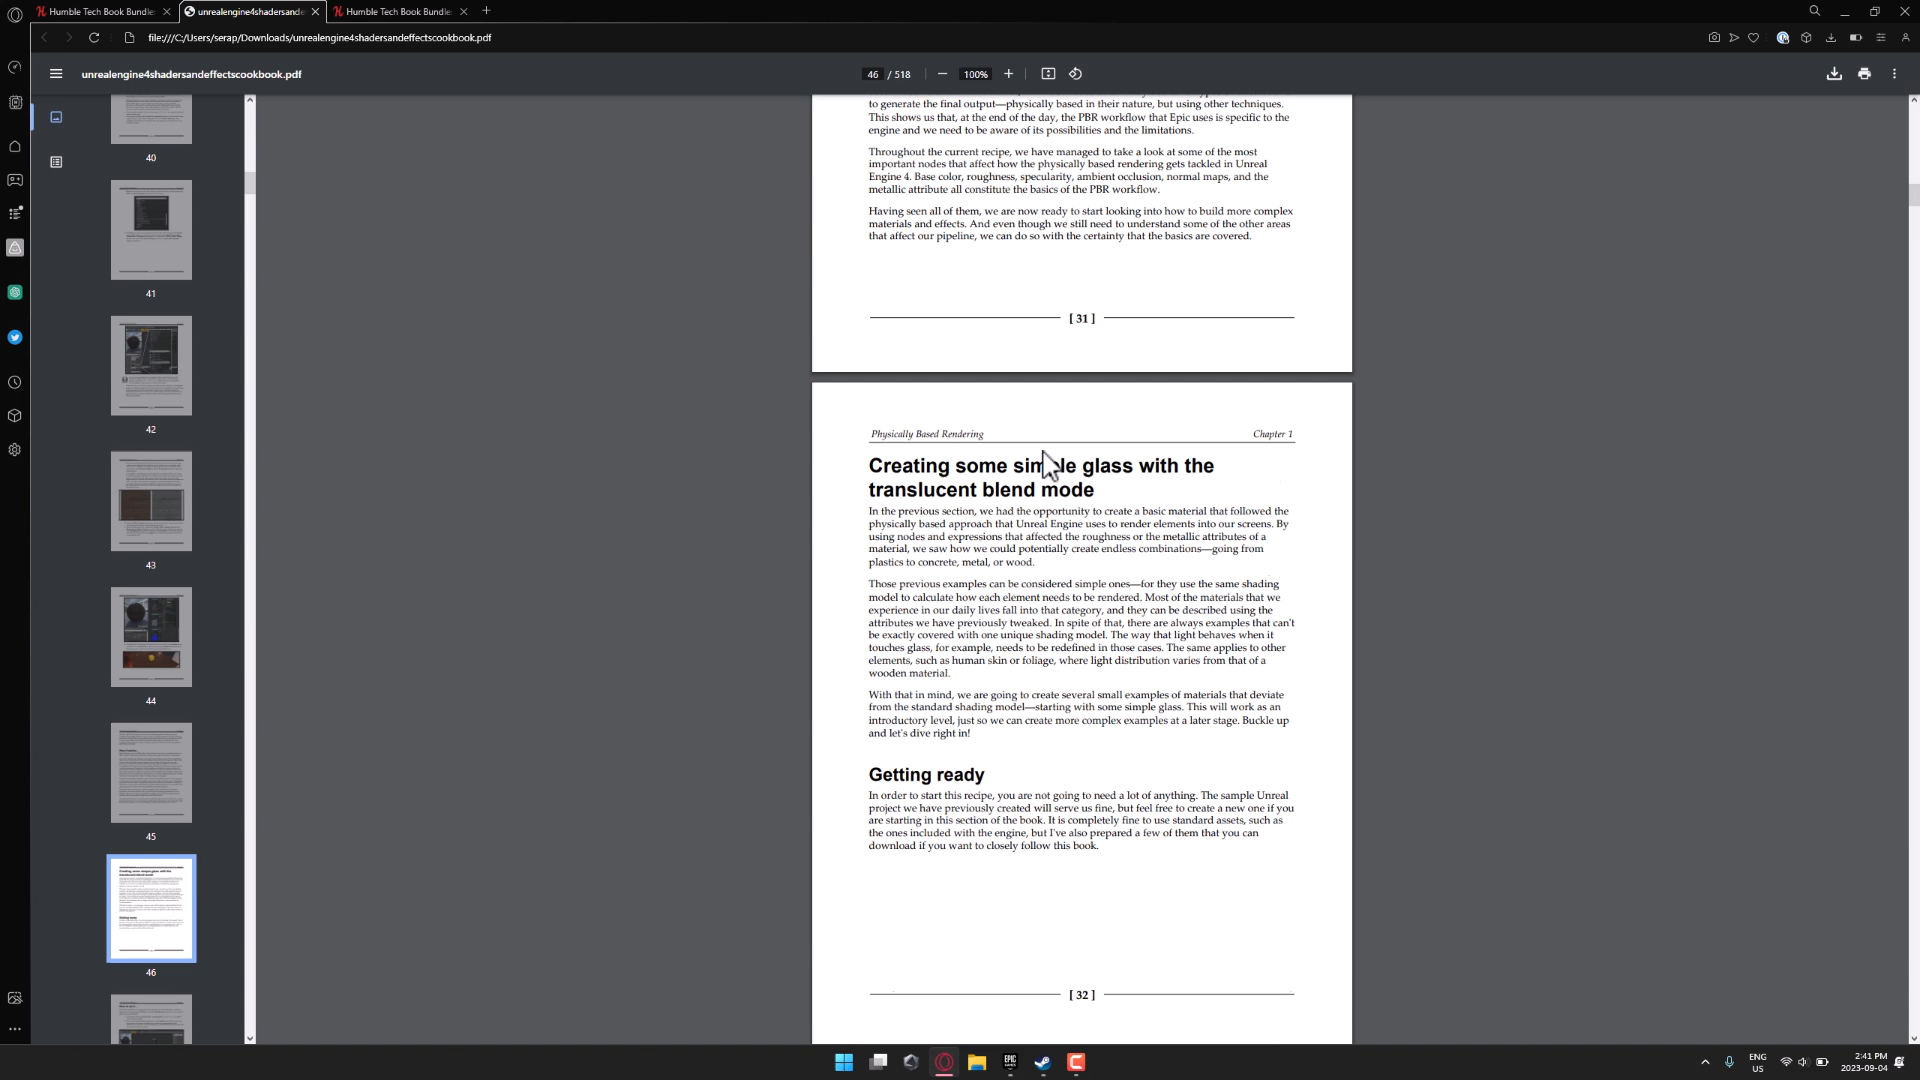 Humble Tech Book Bundle:
unrealengine4shadersande
Humble Tech Book Bundle:
file:///C:/Users/serap/Downloads/unrealengine4shadersandeffectscookbook.pdf
unrealengine4shadersandeffectscookbook.pdf
46 / 518
100%
40
41
42
43
44
45
46
to generate the final output—physically based in their nature, but using other techniques.
This shows us that, at the end of the day, the PBR workflow that Epic uses is specific to the
engine and we need to be aware of its possibilities and the limitations.
Throughout the current recipe, we have managed to take a look at some of the most
important nodes that affect how the physically based rendering gets tackled in Unreal
Engine 4. Base color, roughness, specularity, ambient occlusion, normal maps, and the
metallic attribute all constitute the basics of the PBR workflow.
Having seen all of them, we are now ready to start looking into how to build more complex
materials and effects. And even though we still need to understand some of the other areas
that affect our pipeline, we can do so with the certainty that the basics are covered.
[ 31 ]
Physically Based Rendering Chapter 1
Creating some simple glass with the
translucent blend mode
In the previous section, we had the opportunity to create a basic material that followed the
physically based approach that Unreal Engine uses to render elements into our screens. By
using nodes and expressions that affected the roughness or the metallic attributes of a
material, we saw how we could potentially create endless combinations—going from
plastics to concrete, metal, or wood.
Those previous examples can be considered simple ones—for they use the same shading
model to calculate how each element needs to be rendered. Most of the materials that we
experience in our daily lives fall into that category, and they can be described using the
attributes we have previously tweaked. In spite of that, there are always examples that can't
be exactly covered with one unique shading model. The way that light behaves when it
touches glass, for example, needs to be redefined in those cases. The same applies to other
elements, such as human skin or foliage, where light distribution varies from that of a
wooden material.
With that in mind, we are going to create several small examples of materials that deviate
from the standard shading model—starting with some simple glass. This will work as an
introductory level, just so we can create more complex examples at a later stage. Buckle up
and let's dive right in!
Getting ready
In order to start this recipe, you are not going to need a lot of anything. The sample Unreal
project we have previously created will serve us fine, but feel free to create a new one if you
are starting in this section of the book. It is completely fine to use standard assets, such as
the ones included with the engine, but I've also prepared a few of them that you can
download if you want to closely follow this book.
[ 32 ]
EPIC
GAMES
ENG
US
2:41 PM
2023-09-04